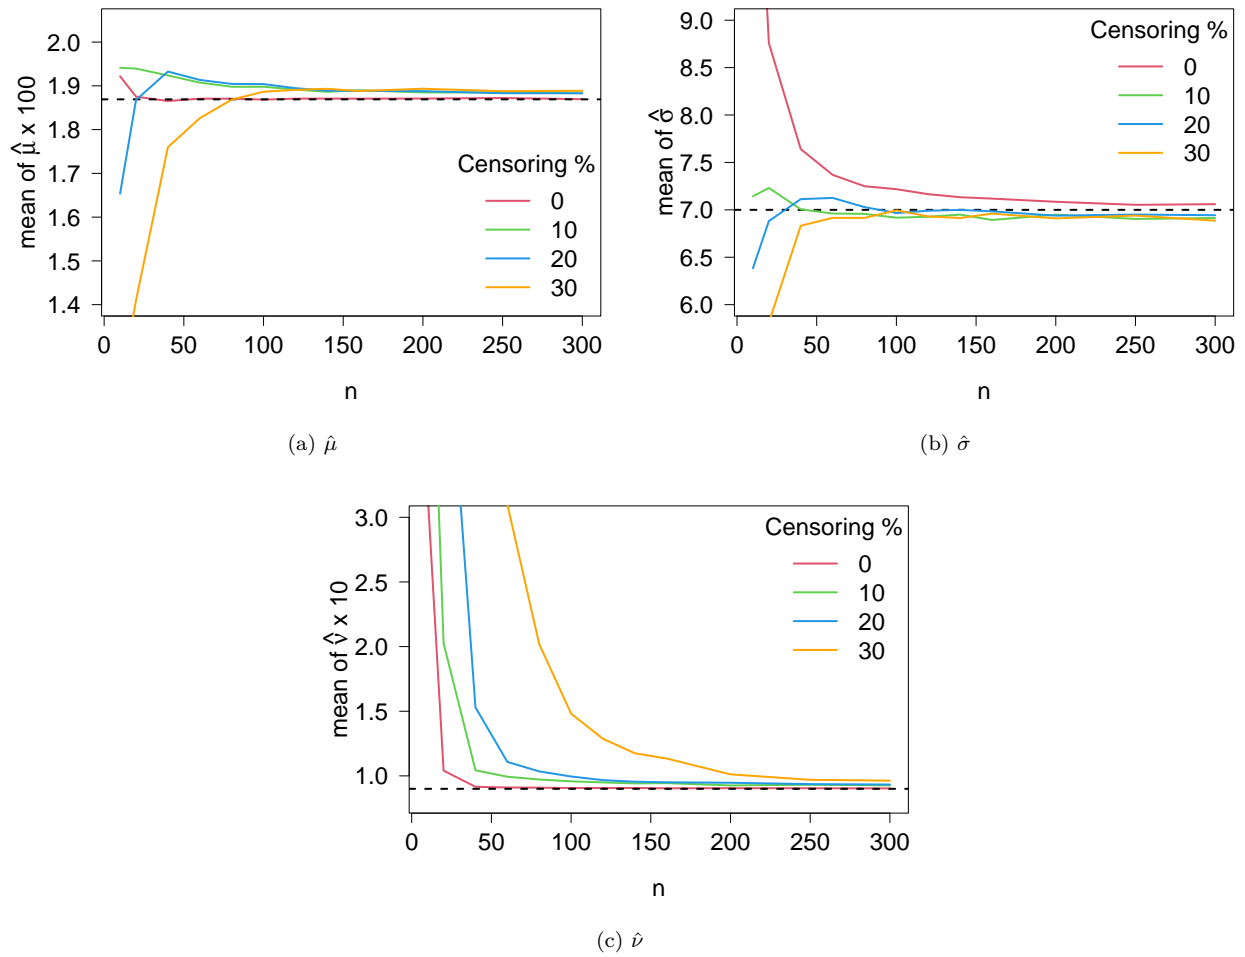 mean of μ̂ x 100
2.0
1.9
1.8
1.7
1.6
1.5
1.4
Censoring %
0
10
20
30
0 50 100 150 200 250 300
n
(a) μ̂
mean of σ̂
9.0
8.5
8.0
7.5
7.0
6.5
6.0
Censoring %
0
10
20
30
0 50 100 150 200 250 300
n
(b) σ̂
mean of ν̂ x 10
3.0
2.5
2.0
1.5
1.0
Censoring %
0
10
20
30
0 50 100 150 200 250 300
n
(c) ν̂